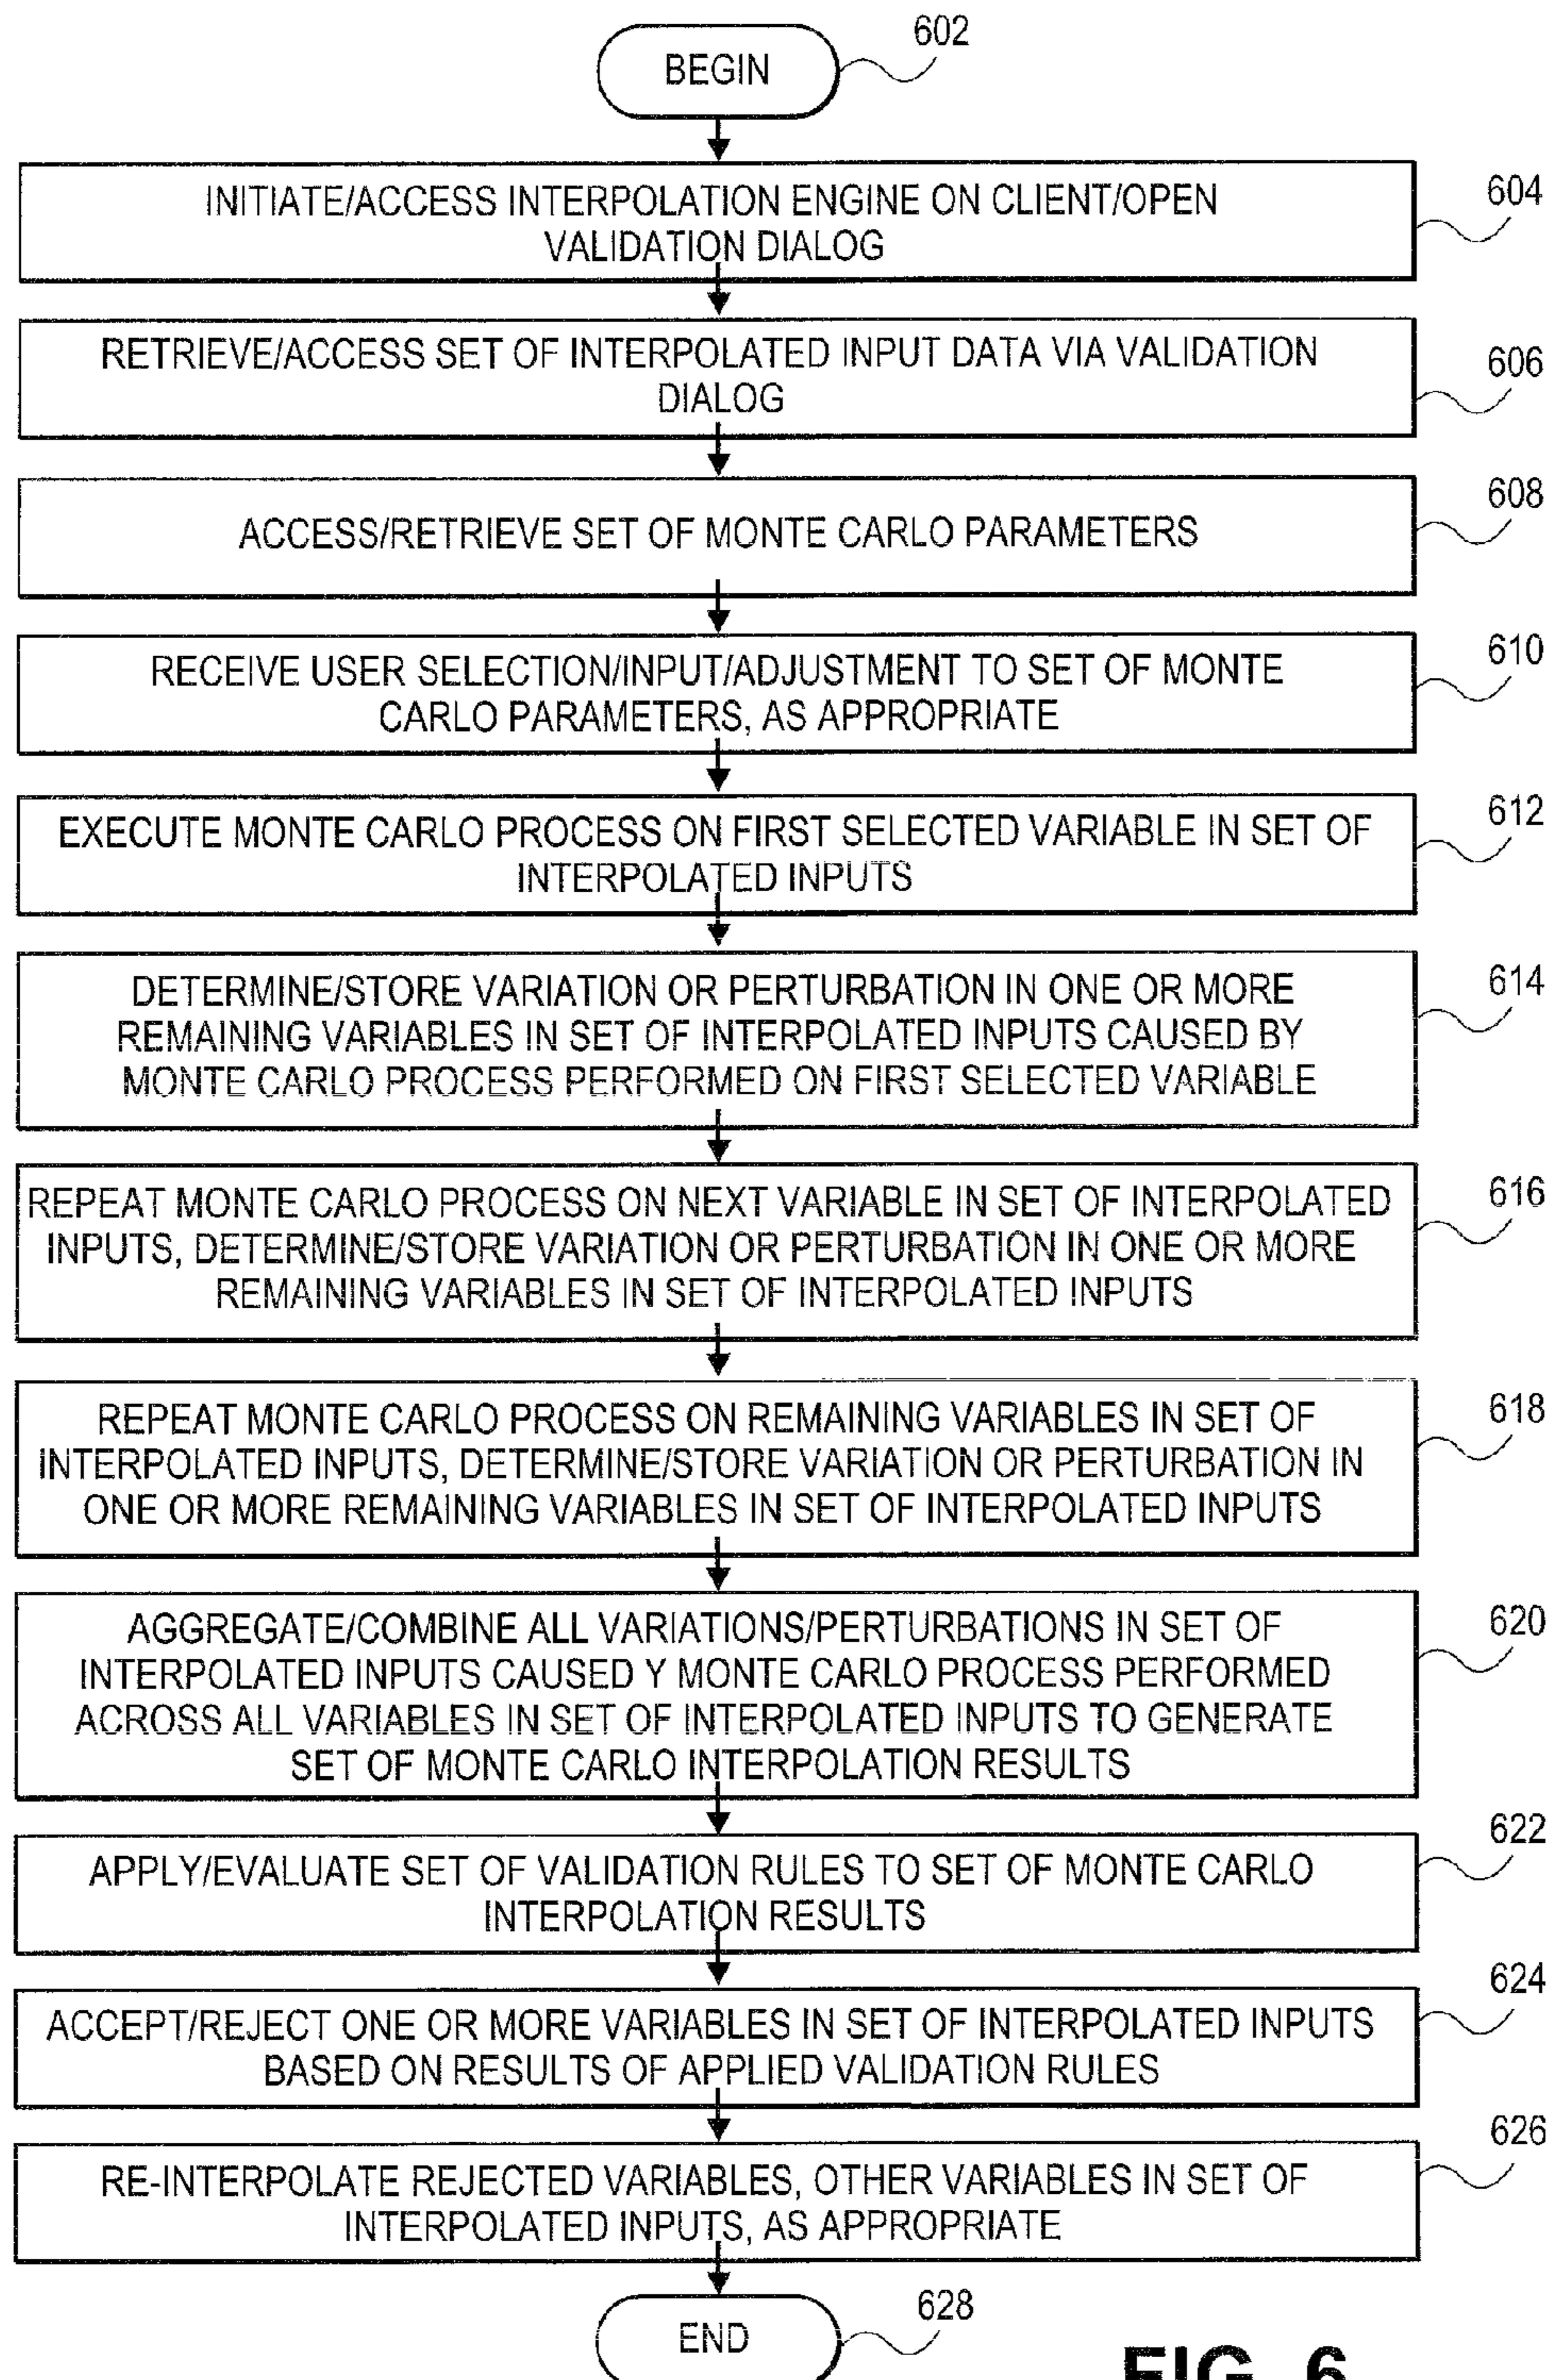 BEGIN
602
INITIATE/ACCESS INTERPOLATION ENGINE ON CLIENT/OPEN
VALIDATION DIALOG
604
RETRIEVE/ACCESS SET OF INTERPOLATED INPUT DATA VIA VALIDATION
DIALOG
606
ACCESS/RETRIEVE SET OF MONTE CARLO PARAMETERS
608
RECEIVE USER SELECTION/INPUT/ADJUSTMENT TO SET OF MONTE
CARLO PARAMETERS, AS APPROPRIATE
610
EXECUTE MONTE CARLO PROCESS ON FIRST SELECTED VARIABLE IN SET OF
INTERPOLATED INPUTS
612
DETERMINE/STORE VARIATION OR PERTURBATION IN ONE OR MORE
REMAINING VARIABLES IN SET OF INTERPOLATED INPUTS CAUSED BY
MONTE CARLO PROCESS PERFORMED ON FIRST SELECTED VARIABLE
614
REPEAT MONTE CARLO PROCESS ON NEXT VARIABLE IN SET OF INTERPOLATED
INPUTS, DETERMINE/STORE VARIATION OR PERTURBATION IN ONE OR MORE
REMAINING VARIABLES IN SET OF INTERPOLATED INPUTS
616
REPEAT MONTE CARLO PROCESS ON REMAINING VARIABLES IN SET OF
INTERPOLATED INPUTS, DETERMINE/STORE VARIATION OR PERTURBATION IN
ONE OR MORE REMAINING VARIABLES IN SET OF INTERPOLATED INPUTS
618
AGGREGATE/COMBINE ALL VARIATIONS/PERTURBATIONS IN SET OF
INTERPOLATED INPUTS CAUSED Y MONTE CARLO PROCESS PERFORMED
ACROSS ALL VARIABLES IN SET OF INTERPOLATED INPUTS TO GENERATE
SET OF MONTE CARLO INTERPOLATION RESULTS
620
APPLY/EVALUATE SET OF VALIDATION RULES TO SET OF MONTE CARLO
INTERPOLATION RESULTS
622
ACCEPT/REJECT ONE OR MORE VARIABLES IN SET OF INTERPOLATED INPUTS
BASED ON RESULTS OF APPLIED VALIDATION RULES
624
RE-INTERPOLATE REJECTED VARIABLES, OTHER VARIABLES IN SET OF
INTERPOLATED INPUTS, AS APPROPRIATE
626
END
628
FIG. 6